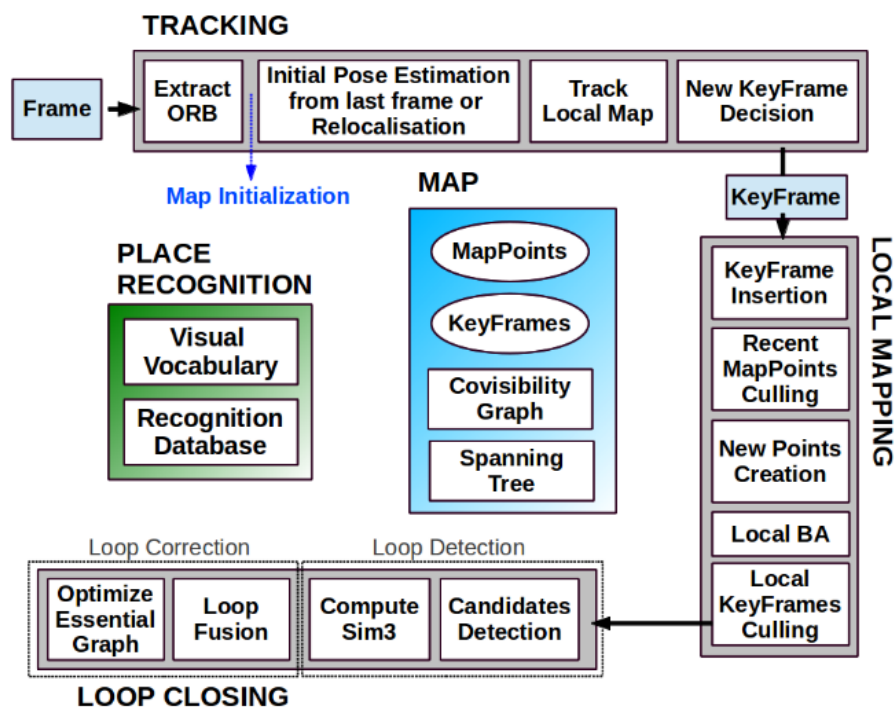 TRACKING
Frame
Extract
ORB
Initial Pose Estimation
from last frame or
Relocalisation
Track
Local Map
New KeyFrame
Decision
Map Initialization
MAP
KeyFrame
PLACE
RECOGNITION
Visual
Vocabulary
Recognition
Database
MapPoints
KeyFrames
Covisibility
Graph
Spanning
Tree
LOCAL MAPPING
KeyFrame
Insertion
Recent
MapPoints
Culling
New Points
Creation
Local BA
Local
KeyFrames
Culling
Loop Correction
Loop Detection
Optimize
Essential
Graph
Loop
Fusion
Compute
Sim3
Candidates
Detection
LOOP CLOSING